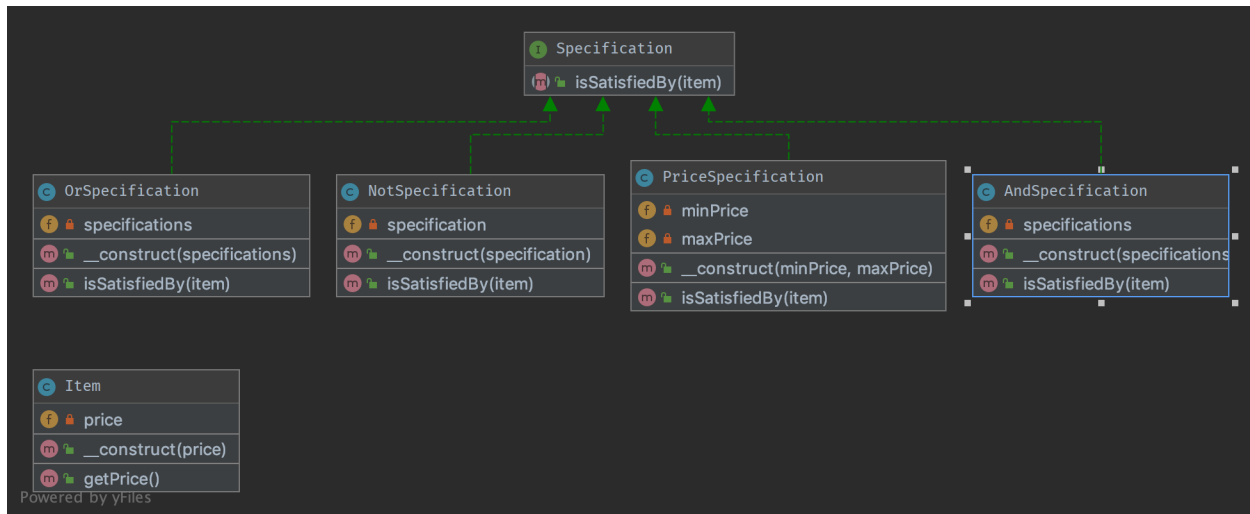 I Specification
m isSatisfiedBy(item)
C OrSpecification
f specifications
m __construct(specifications)
m isSatisfiedBy(item)
C NotSpecification
f specification
m __construct(specification)
m isSatisfiedBy(item)
C PriceSpecification
f minPrice
f maxPrice
m __construct(minPrice, maxPrice)
m isSatisfiedBy(item)
C AndSpecification
f specifications
m __construct(specifications
m isSatisfiedBy(item)
C Item
f price
m __construct(price)
m getPrice()
Powered by yFiles